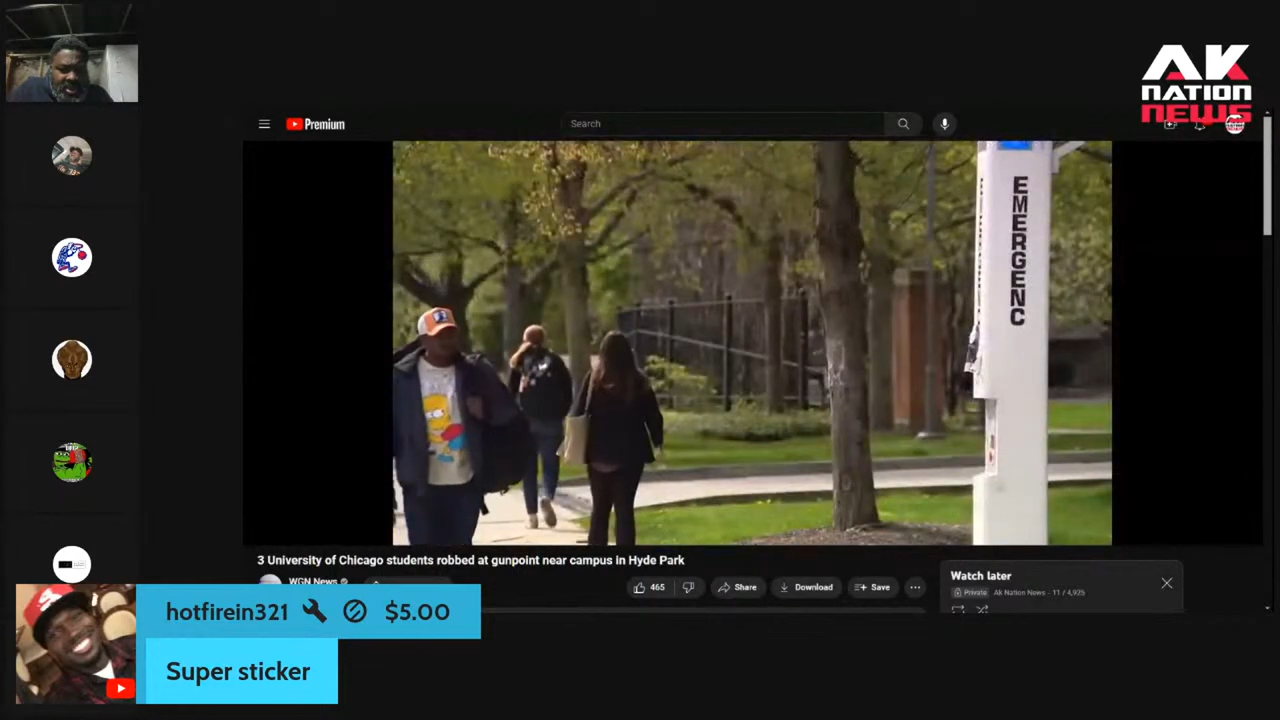 AK
NATION
NEWS
Premium
Search
EMERGENC
3 University of Chicago students robbed at gunpoint near campus in Hyde Park
WGN News
465
Share
Download
Save
Watch later
Private Ak Nation News - 11 / 4,925
hotfirein321 $5.00
Super sticker